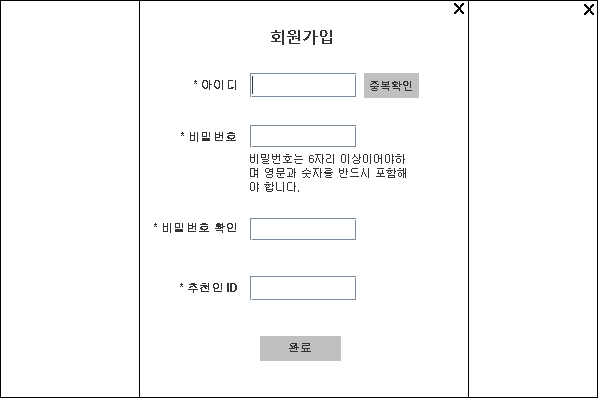 회원가입
* 아이디
중복확인
* 비밀번호
비밀번호는 6자리 이상이어야하
며 영문과 숫자를 반드시 포함해
야 합니다.
* 비밀번호 확인
* 추천인 ID
완료